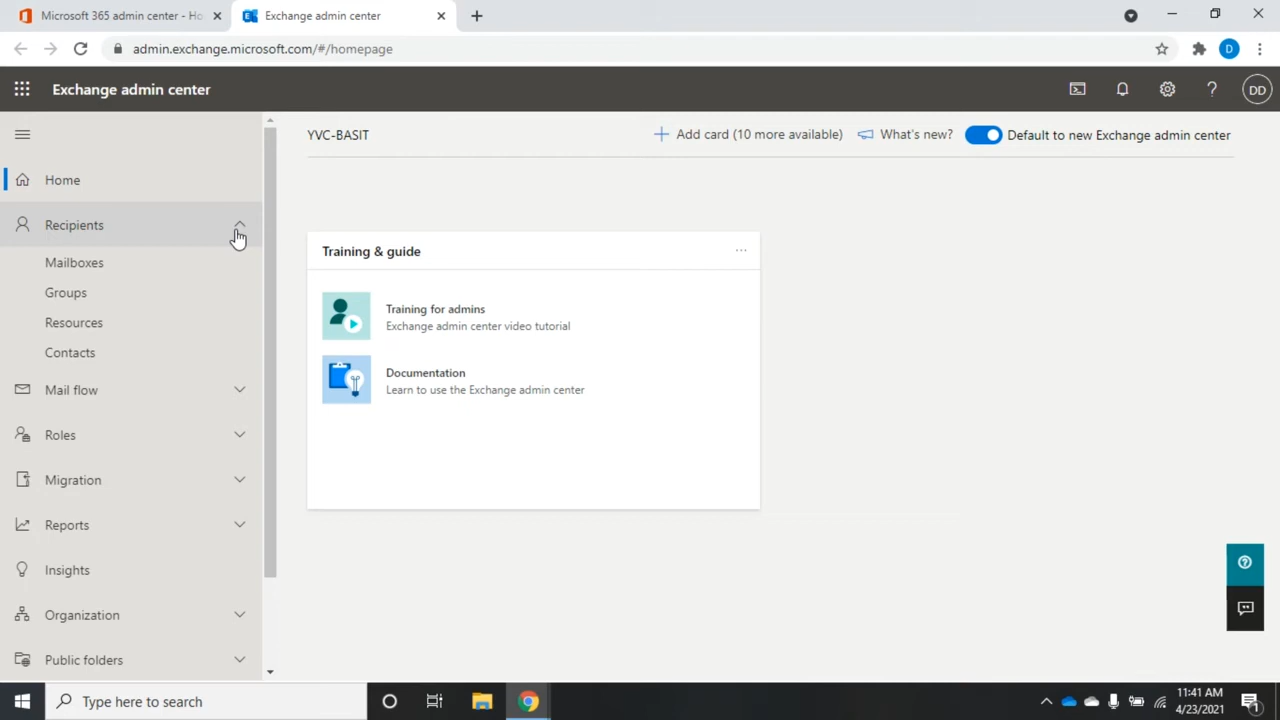 Microsoft 365 admin center - Ho
Exchange admin center
admin.exchange.microsoft.com/#/homepage
D
Exchange admin center
DD
YVC-BASIT
Add card (10 more available)
What's new?
Default to new Exchange admin center
Home
Recipients
Mailboxes
Groups
Resources
Contacts
Mail flow
Roles
Migration
Reports
Insights
Organization
Public folders
Training & guide
...
Training for admins
Exchange admin center video tutorial
Documentation
Learn to use the Exchange admin center
Type here to search
11:41 AM
4/23/2021
1